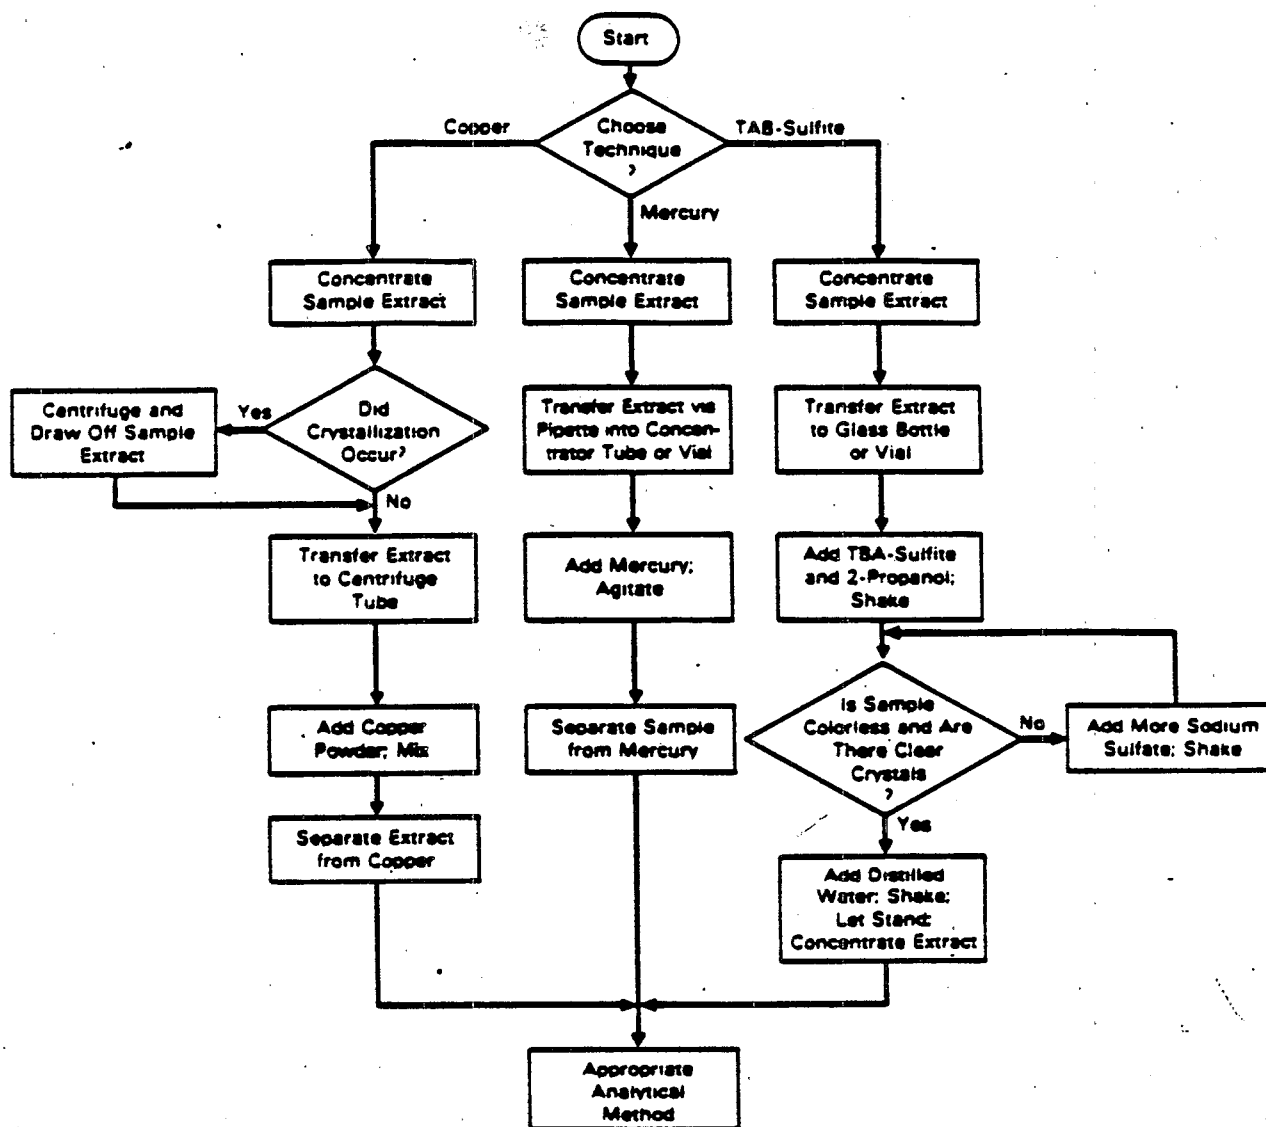 Start
Choose
Technique
?
Copper
TAB-Sulfite
Mercury
Concentrate
Sample Extract
Did
Crystallization
Occur?
Yes
Centrifuge and
Draw Off Sample
Extract
No
Transfer Extract
to Centrifuge
Tube
Add Copper
Powder; Mix
Separate Extract
from Copper
Concentrate
Sample Extract
Transfer Extract via
Pipette into Concen-
trator Tube or Vial
Add Mercury;
Agitate
Separate Sample
from Mercury
Concentrate
Sample Extract
Transfer Extract
to Glass Bottle
or Vial
Add TBA-Sulfite
and 2-Propanol;
Shake
Is Sample
Colorless and Are
There Clear
Crystals
?
No
Add More Sodium
Sulfate; Shake
Yes
Add Distilled
Water; Shake;
Let Stand;
Concentrate Extract
Appropriate
Analytical
Method